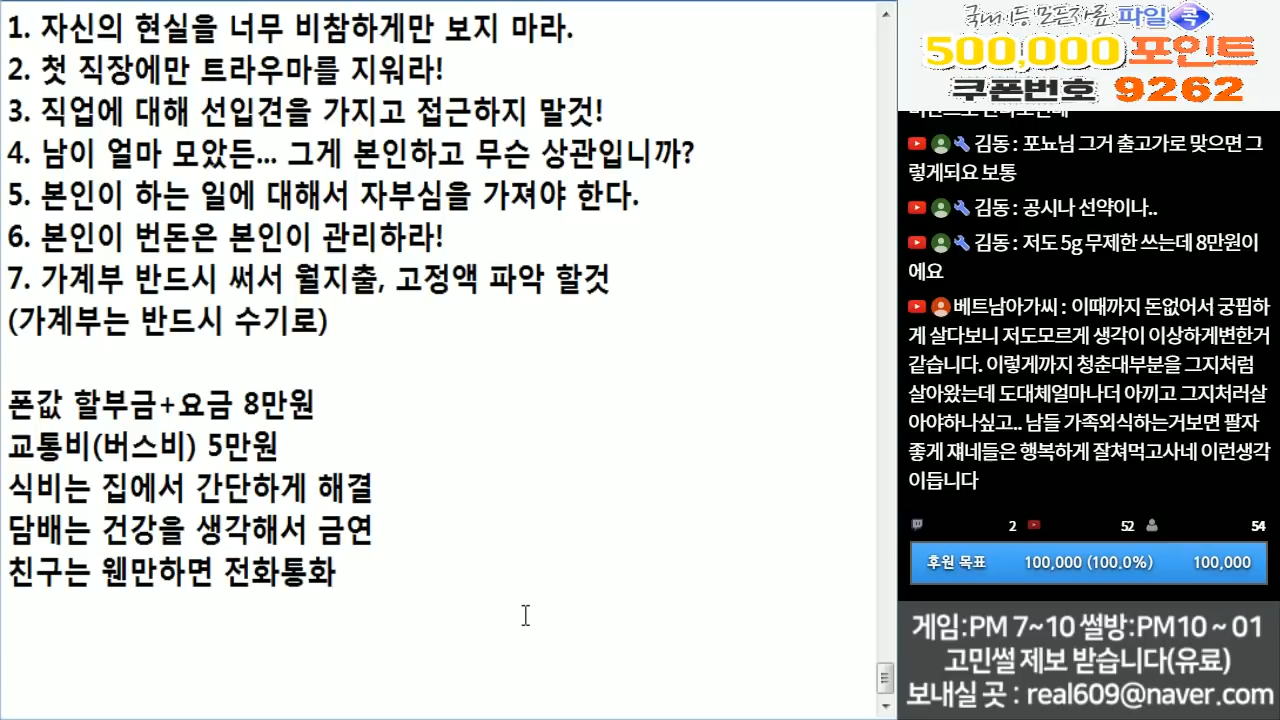 1. 자신의 현실을 너무 비참하게만 보지 마라.
2. 첫 직장에만 트라우마를 지워라!
3. 직업에 대해 선입견을 가지고 접근하지 말것!
4. 남이 얼마 모았든... 그게 본인하고 무슨 상관입니까?
5. 본인이 하는 일에 대해서 자부심을 가져야 한다.
6. 본인이 번돈은 본인이 관리하라!
7. 가계부 반드시 써서 월지출, 고정액 파악 할것
(가계부는 반드시 수기로)
폰값 할부금+요금 8만원
교통비(버스비) 5만원
식비는 집에서 간단하게 해결
담배는 건강을 생각해서 금연
친구는 웬만하면 전화통화
국내 1등 모든자료 파일콕
500,000 포인트
쿠폰번호 9262
김동 : 포뇨님 그거 출고가로 맞으면 그
렇게되요 보통
김동 : 공시나 선약이나..
김동 : 저도 5g 무제한 쓰는데 8만원이
에요
베트남아가씨 : 이때까지 돈없어서 궁핍하
게 살다보니 저도모르게 생각이 이상하게변한거
같습니다. 이렇게까지 청춘대부분을 그지처럼
살아왔는데 도대체얼마나더 아끼고 그지처러살
아야하나싶고.. 남들 가족외식하는거보면 팔자
좋게 쟤네들은 행복하게 잘쳐먹고사네 이런생각
이듭니다
2 52 54
후원 목표 100,000 (100.0%) 100,000
게임:PM 7~10 썰방:PM10 ~ 01
고민썰 제보 받습니다(유료)
보내실 곳 : real609@naver.com